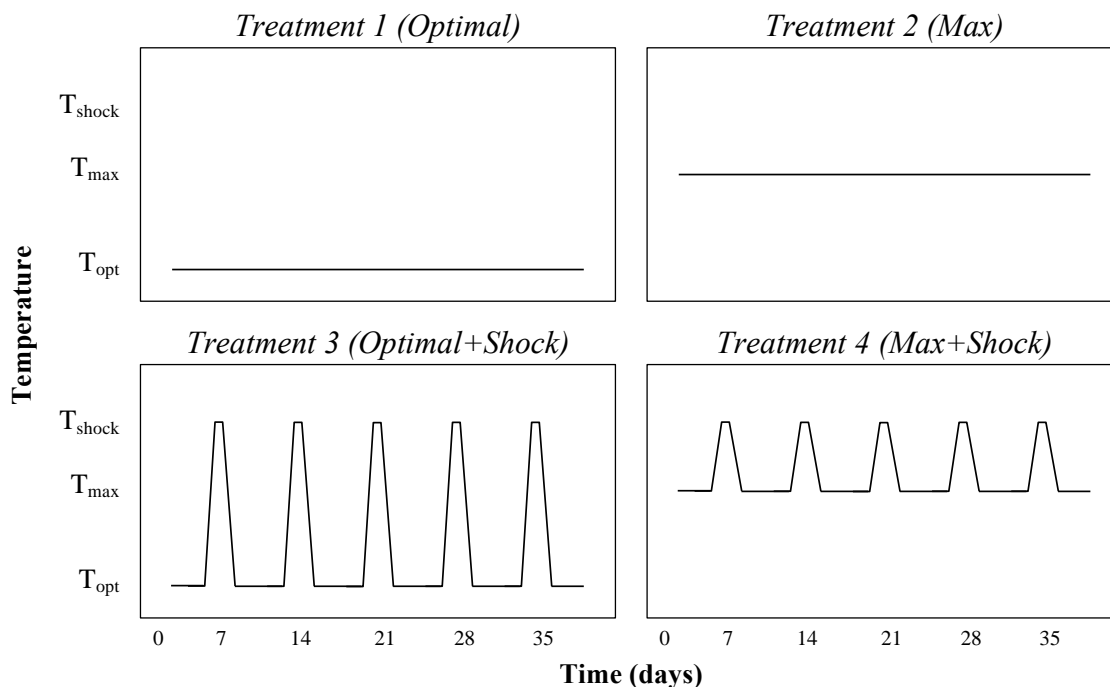 Treatment 1 (Optimal)
Treatment 2 (Max)
T_shock
T_max
T_opt
Temperature
Treatment 3 (Optimal+Shock)
Treatment 4 (Max+Shock)
T_shock
T_max
T_opt
0 7 14 21 28 35
0 7 14 21 28 35
Time (days)